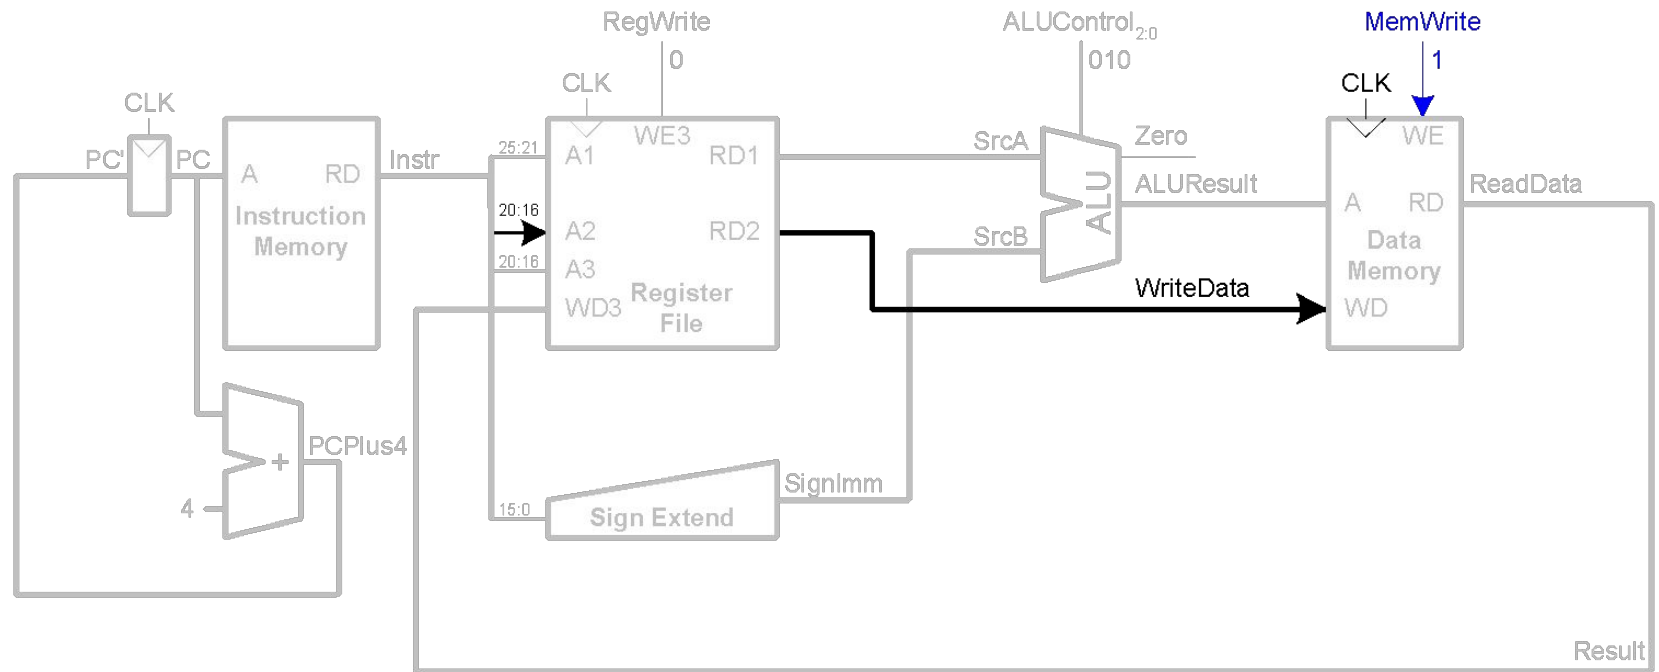 RegWrite
0
ALUControl2:0
010
MemWrite
1
CLK
CLK
CLK
PC'
PC
A
RD
Instruction
Memory
Instr
25:21
20:16
20:16
15:0
A1
WE3
RD1
A2
RD2
A3
WD3
Register
File
SrcA
SrcB
ALU
Zero
ALUResult
WriteData
WE
A
RD
Data
Memory
WD
ReadData
+
PCPlus4
4
Sign Extend
SignImm
Result